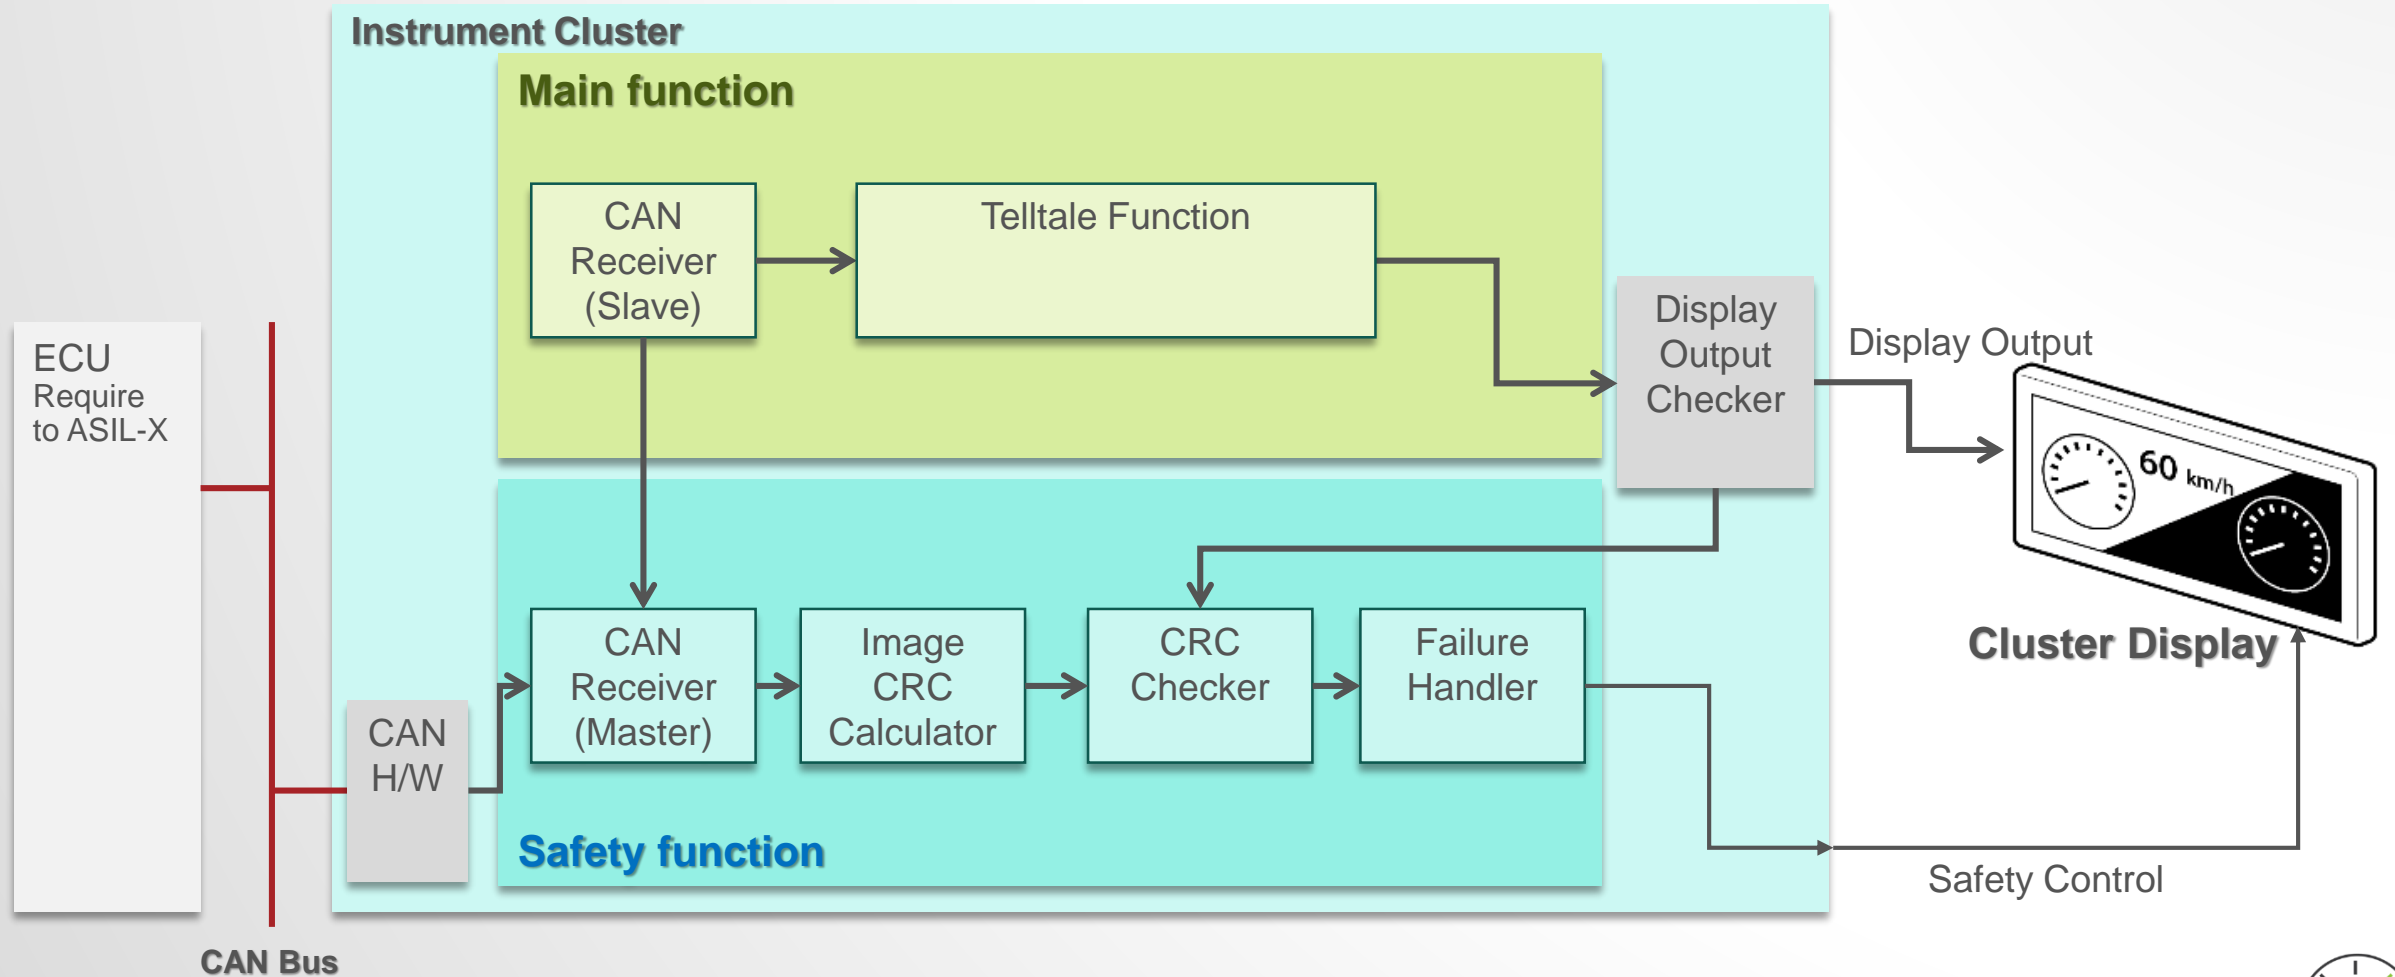 Instrument Cluster
Main function
CAN
Receiver
(Slave)
Telltale Function
Display
Output
Checker
Display Output
ECU
Require
to ASIL-X
60 km/h
Cluster Display
CAN
Receiver
(Master)
Image
CRC
Calculator
CRC
Checker
Failure
Handler
CAN
H/W
Safety function
Safety Control
CAN Bus